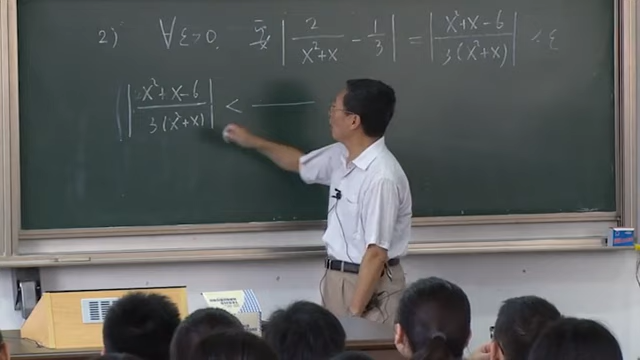 2) ∀ε>0, 要 |2/(x²+x) - 1/3| = |(x²+x-6)/(3(x²+x))| < ε
|(x²+x-6)/(3(x²+x))| <